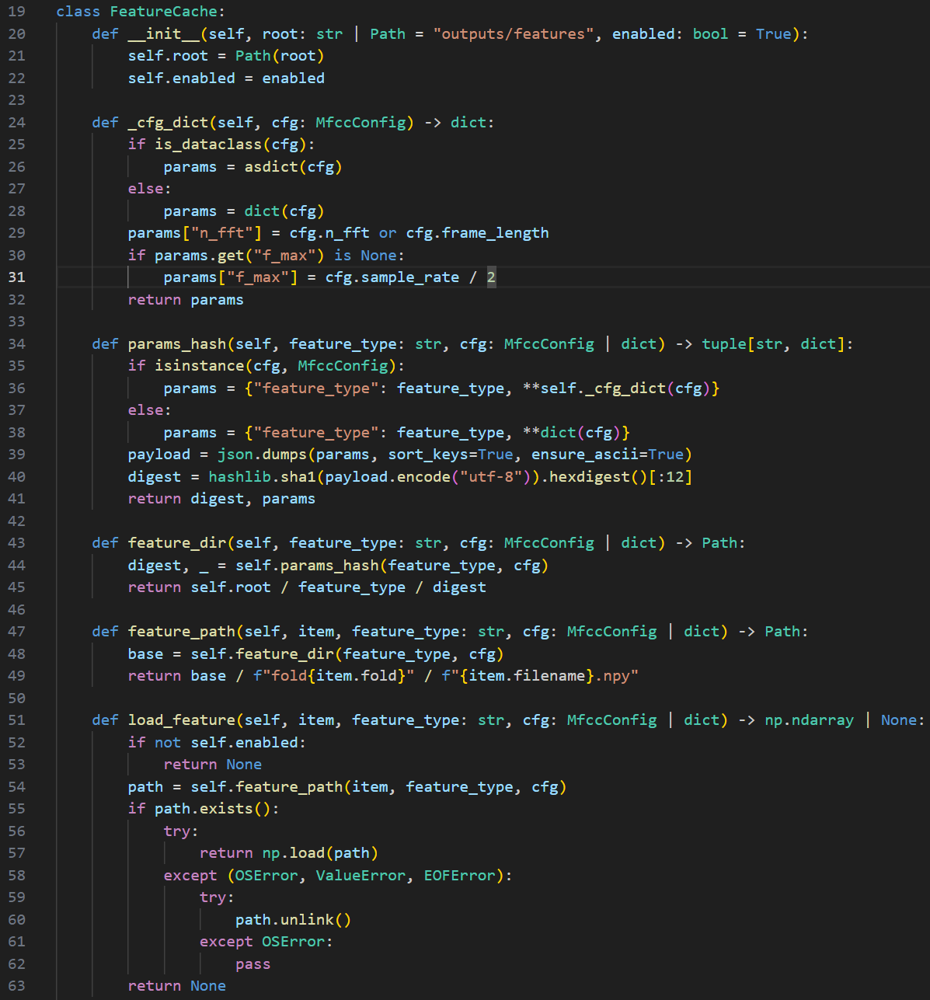 19 class FeatureCache:
20     def __init__(self, root: str | Path = "outputs/features", enabled: bool = True):
21         self.root = Path(root)
22         self.enabled = enabled
23
24     def _cfg_dict(self, cfg: MfccConfig) -> dict:
25         if is_dataclass(cfg):
26             params = asdict(cfg)
27         else:
28             params = dict(cfg)
29         params["n_fft"] = cfg.n_fft or cfg.frame_length
30         if params.get("f_max") is None:
31             params["f_max"] = cfg.sample_rate / 2
32         return params
33
34     def params_hash(self, feature_type: str, cfg: MfccConfig | dict) -> tuple[str, dict]:
35         if isinstance(cfg, MfccConfig):
36             params = {"feature_type": feature_type, **self._cfg_dict(cfg)}
37         else:
38             params = {"feature_type": feature_type, **dict(cfg)}
39         payload = json.dumps(params, sort_keys=True, ensure_ascii=True)
40         digest = hashlib.sha1(payload.encode("utf-8")).hexdigest()[:12]
41         return digest, params
42
43     def feature_dir(self, feature_type: str, cfg: MfccConfig | dict) -> Path:
44         digest, _ = self.params_hash(feature_type, cfg)
45         return self.root / feature_type / digest
46
47     def feature_path(self, item, feature_type: str, cfg: MfccConfig | dict) -> Path:
48         base = self.feature_dir(feature_type, cfg)
49         return base / f"fold{item.fold}" / f"{item.filename}.npy"
50
51     def load_feature(self, item, feature_type: str, cfg: MfccConfig | dict) -> np.ndarray | None:
52         if not self.enabled:
53             return None
54         path = self.feature_path(item, feature_type, cfg)
55         if path.exists():
56             try:
57                 return np.load(path)
58             except (OSError, ValueError, EOFError):
59                 try:
60                     path.unlink()
61                 except OSError:
62                     pass
63         return None